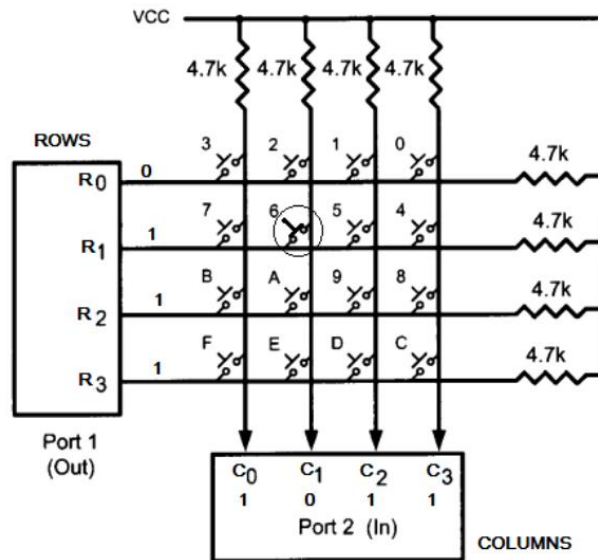 VCC
4.7k 4.7k 4.7k 4.7k
ROWS
3 2 1 0 4.7k
R0 0
7 6 5 4 4.7k
R1 1
B A 9 8 4.7k
R2 1
F E D C 4.7k
R3 1
Port 1
(Out)
C0 C1 C2 C3
1 0 1 1
Port 2 (In)
COLUMNS